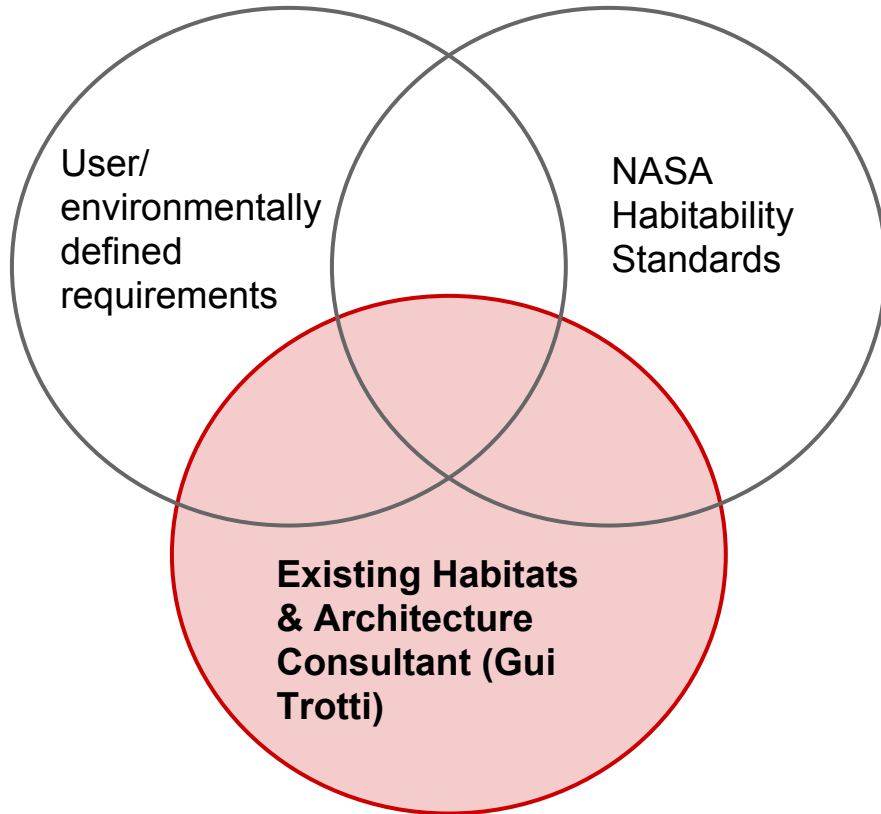 User/
environmentally
defined
requirements
NASA
Habitability
Standards
Existing Habitats
& Architecture
Consultant (Gui
Trotti)